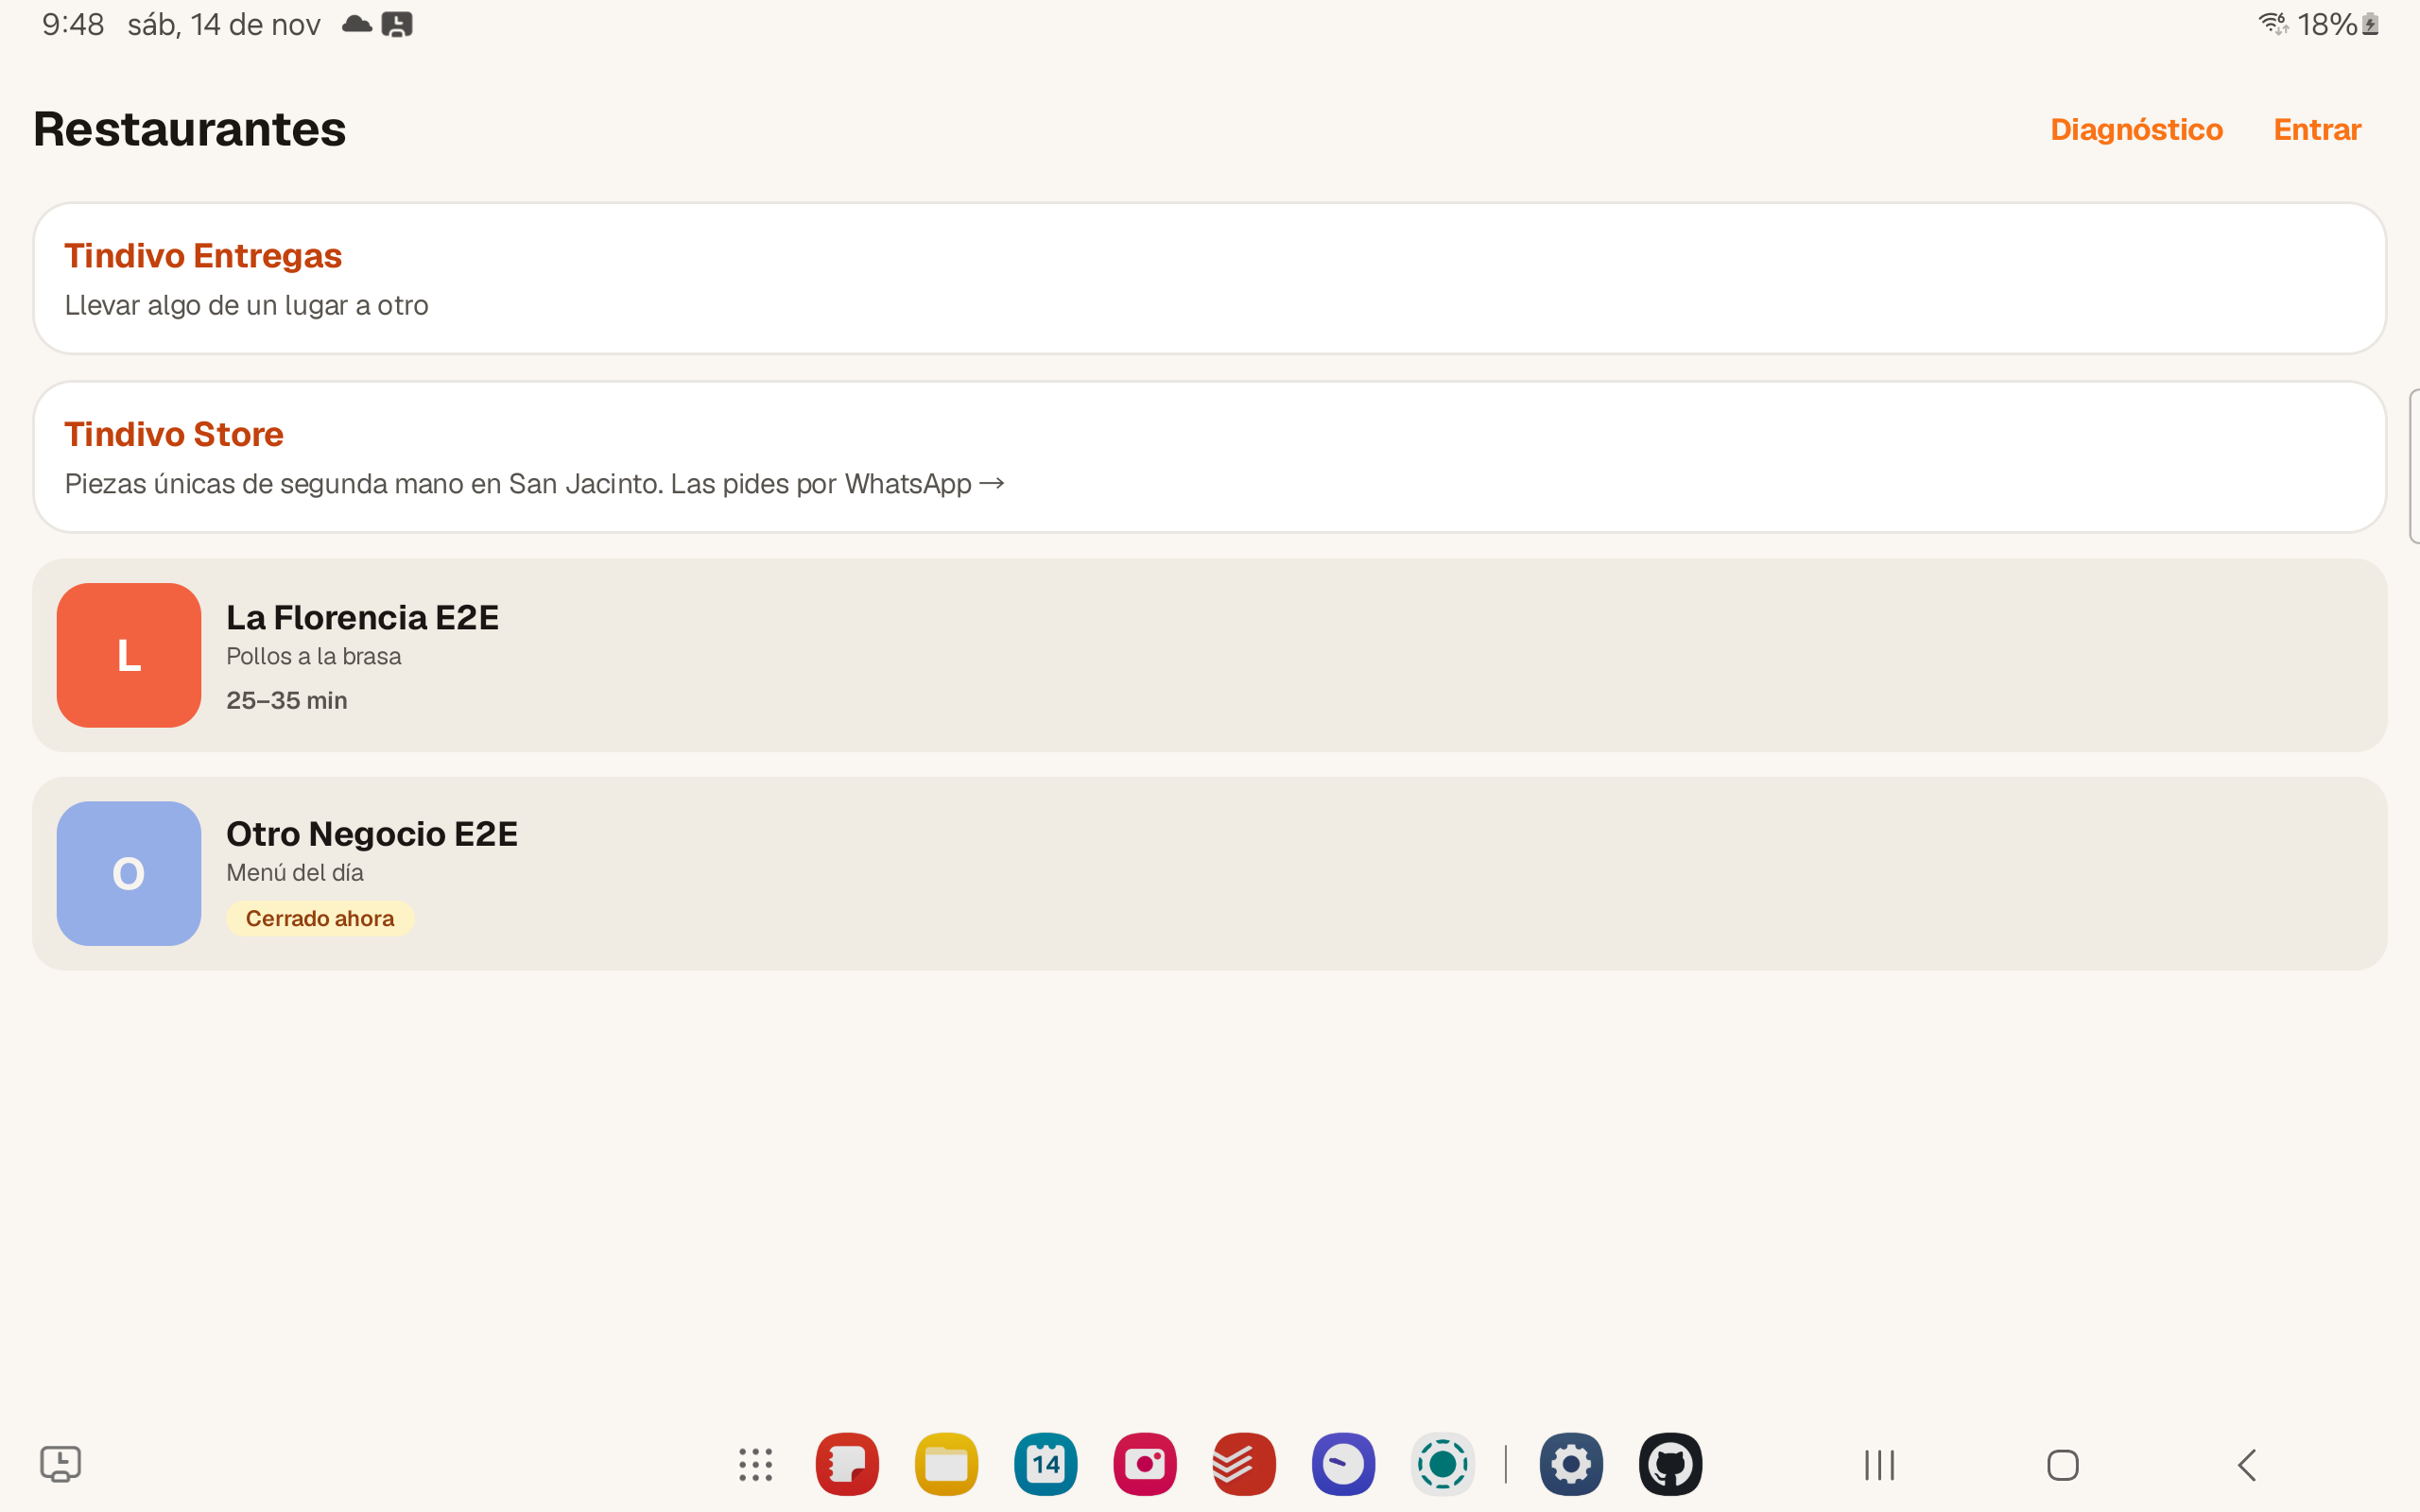 9:48 sáb, 14 de nov
18%
Restaurantes
Diagnóstico
Entrar
Tindivo Entregas
Llevar algo de un lugar a otro
Tindivo Store
Piezas únicas de segunda mano en San Jacinto. Las pides por WhatsApp →
L
La Florencia E2E
Pollos a la brasa
25–35 min
O
Otro Negocio E2E
Menú del día
Cerrado ahora
14